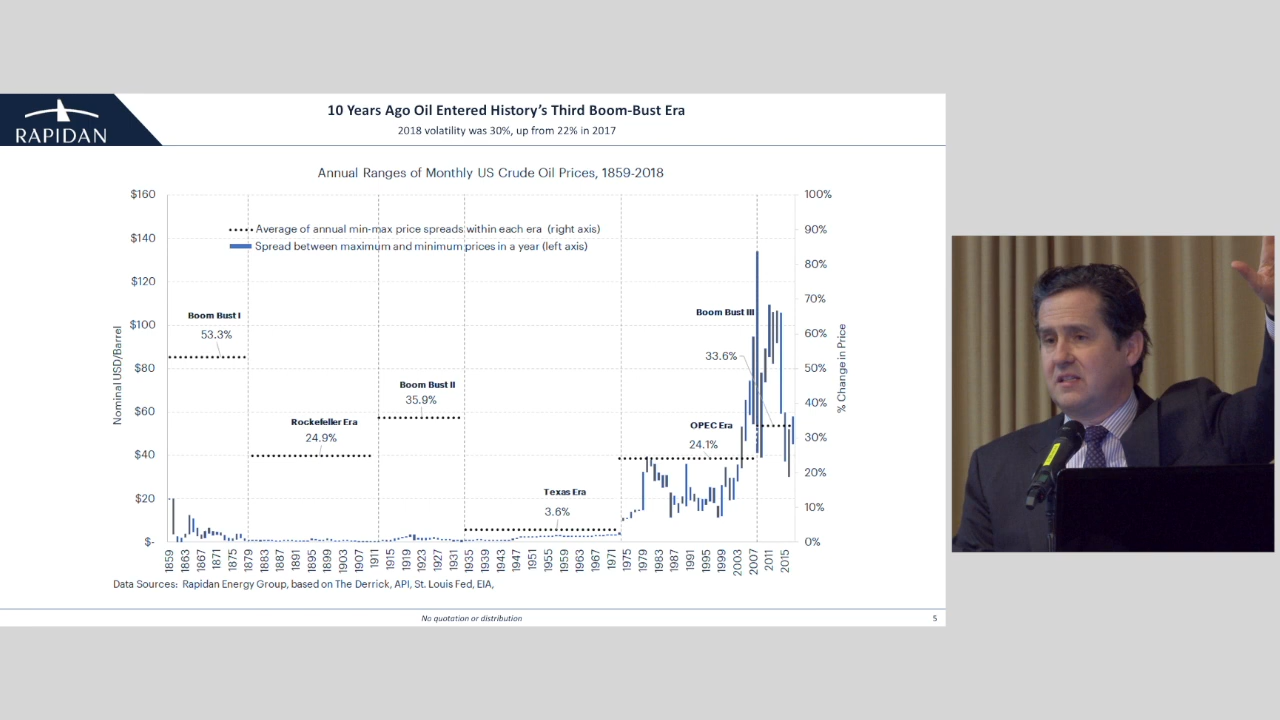 RAPIDAN
10 Years Ago Oil Entered History's Third Boom-Bust Era
2018 volatility was 30%, up from 22% in 2017
Annual Ranges of Monthly US Crude Oil Prices, 1859-2018
$160
$140
$120
$100
$80
$60
$40
$20
$-
Nominal USD/Barrel
Average of annual min-max price spreads within each era (right axis)
Spread between maximum and minimum prices in a year (left axis)
Boom Bust I
53.3%
Rockefeller Era
24.9%
Boom Bust II
35.9%
Texas Era
3.6%
OPEC Era
24.1%
Boom Bust III
33.6%
100%
90%
80%
70%
60%
50%
40%
30%
20%
10%
0%
% Change in Price
1859 1863 1867 1871 1875 1879 1883 1887 1891 1895 1899 1903 1907 1911 1915 1919 1923 1927 1931 1935 1939 1943 1947 1951 1955 1959 1963 1967 1971 1975 1979 1983 1987 1991 1995 1999 2003 2007 2011 2015
Data Sources: Rapidan Energy Group, based on The Derrick, API, St. Louis Fed, EIA,
No quotation or distribution
5